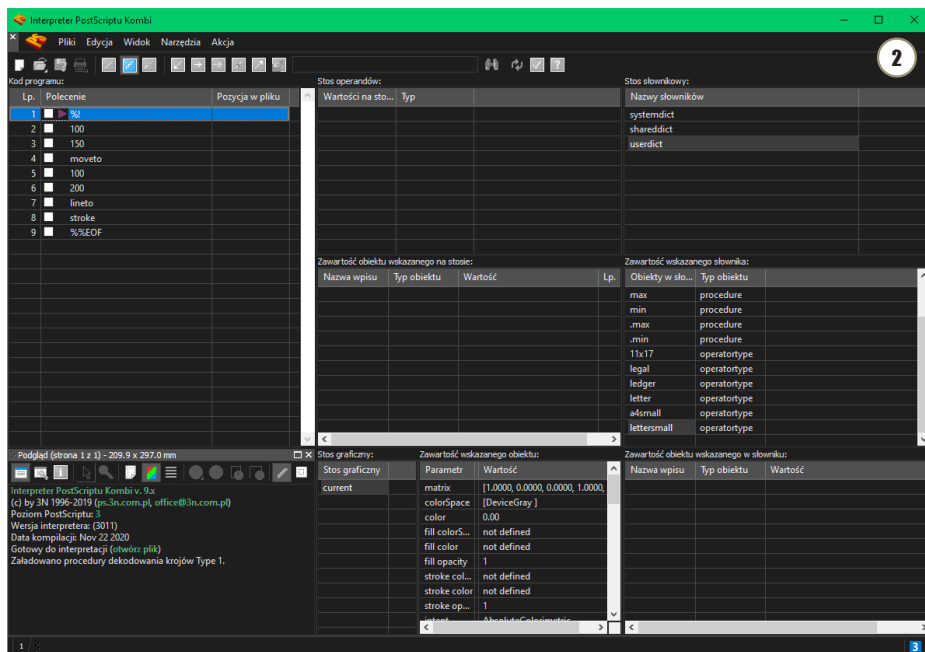 Interpreter PostScriptu Kombi
Pliki Edycja Widok Narzędzia Akcja
2
Kod programu:
Lp. Polecenie Pozycja w pliku
1 %!
2 100
3 150
4 moveto
5 100
6 200
7 lineto
8 stroke
9 %%EOF
Stos operandów:
Wartości na sto... Typ
Stos słownikowy:
Nazwy słowników
systemdict
shareddict
userdict
Zawartość obiektu wskazanego na stosie:
Nazwa wpisu Typ obiektu Wartość Lp.
Zawartość wskazanego słownika:
Obiekty w sło... Typ obiektu
max procedure
min procedure
.max procedure
.min procedure
11x17 operatortype
legal operatortype
ledger operatortype
letter operatortype
a4small operatortype
lettersmall operatortype
Podgląd (strona 1 z 1) - 209.9 x 297.0 mm
Interpreter PostScriptu Kombi v. 9.x
(c) by 3N 1996-2019 (ps.3n.com.pl, office@3n.com.pl)
Poziom PostScriptu: 3
Wersja interpretera: (3011)
Data kompilacji: Nov 22 2020
Gotowy do interpretacji (otwórz plik)
Załadowano procedury dekodowania krojów Type 1.
Stos graficzny:
Stos graficzny
current
Zawartość wskazanego obiektu:
Parametr Wartość
matrix [1.0000, 0.0000, 0.0000, 1.0000,
colorSpace [DeviceGray ]
color 0.00
fill colorS... not defined
fill color not defined
fill opacity 1
stroke col... not defined
stroke color not defined
stroke op... 1
intent AbsoluteColorimetric
Zawartość obiektu wskazanego w słowniku:
Nazwa wpisu Typ obiektu Wartość
1
3